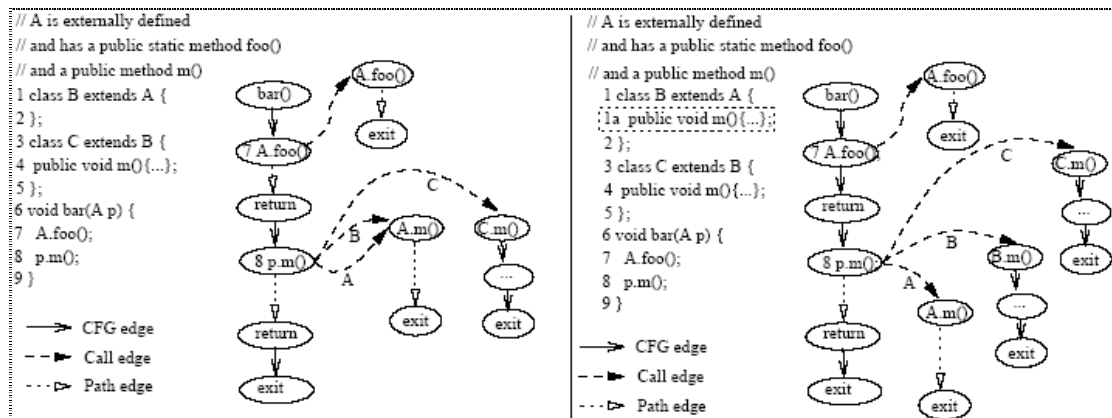 // A is externally defined
// and has a public static method foo()
// and a public method m()
1 class B extends A {
2 };
3 class C extends B {
4 public void m(){...};
5 };
6 void bar(A p) {
7 A.foo();
8 p.m();
9 }
CFG edge
Call edge
Path edge
bar()
A.foo()
exit
7 A.foo()
return
C
B
A
A.m()
C.m()
8 p.m()
...
exit
exit
return
exit
// A is externally defined
// and has a public static method foo()
// and a public method m()
1 class B extends A {
1a public void m(){...};
2 };
3 class C extends B {
4 public void m(){...};
5 };
6 void bar(A p) {
7 A.foo();
8 p.m();
9 }
CFG edge
Call edge
Path edge
bar()
A.foo()
exit
7 A.foo()
C
C.m()
return
...
B
B.m()
exit
8 p.m()
A
A.m()
...
return
exit
exit
exit